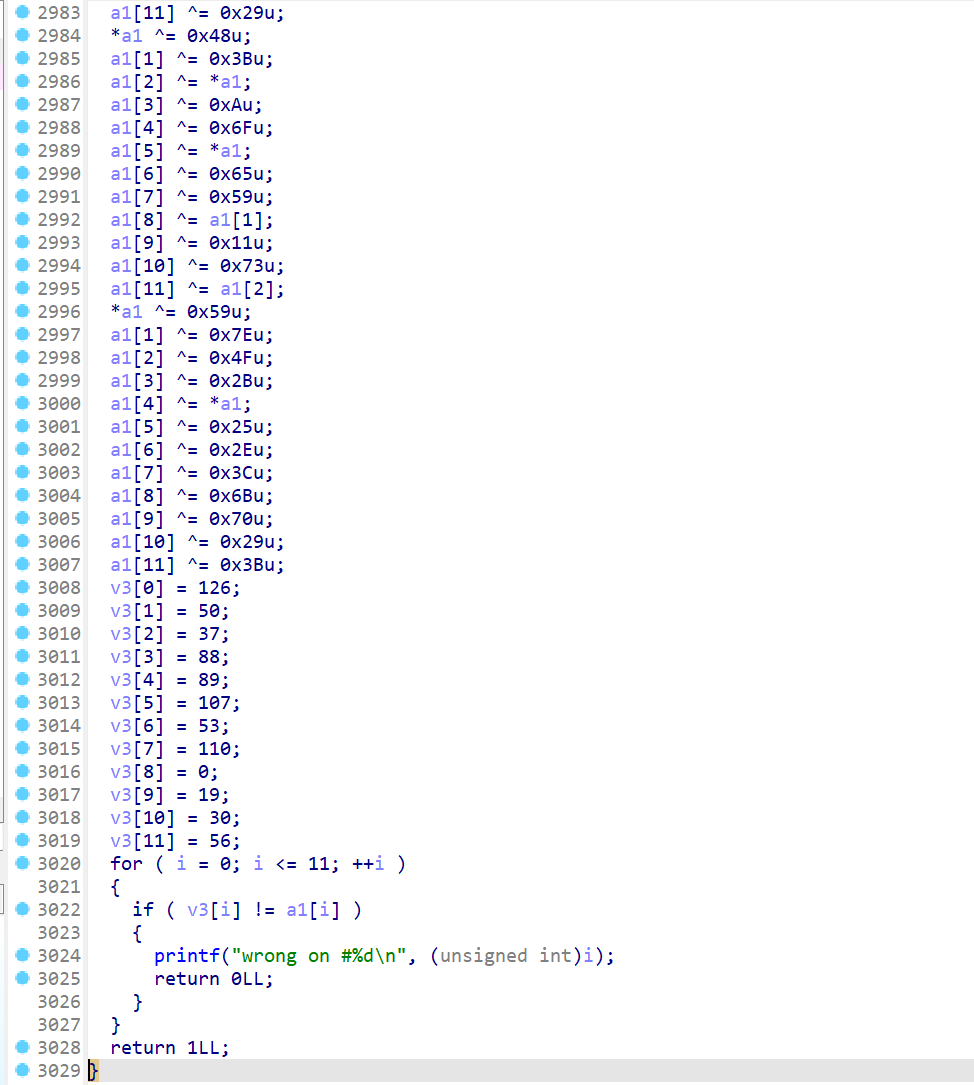 2983 a1[11] ^= 0x29u;
2984 *a1 ^= 0x48u;
2985 a1[1] ^= 0x3Bu;
2986 a1[2] ^= *a1;
2987 a1[3] ^= 0xAu;
2988 a1[4] ^= 0x6Fu;
2989 a1[5] ^= *a1;
2990 a1[6] ^= 0x65u;
2991 a1[7] ^= 0x59u;
2992 a1[8] ^= a1[1];
2993 a1[9] ^= 0x11u;
2994 a1[10] ^= 0x73u;
2995 a1[11] ^= a1[2];
2996 *a1 ^= 0x59u;
2997 a1[1] ^= 0x7Eu;
2998 a1[2] ^= 0x4Fu;
2999 a1[3] ^= 0x2Bu;
3000 a1[4] ^= *a1;
3001 a1[5] ^= 0x25u;
3002 a1[6] ^= 0x2Eu;
3003 a1[7] ^= 0x3Cu;
3004 a1[8] ^= 0x6Bu;
3005 a1[9] ^= 0x70u;
3006 a1[10] ^= 0x29u;
3007 a1[11] ^= 0x3Bu;
3008 v3[0] = 126;
3009 v3[1] = 50;
3010 v3[2] = 37;
3011 v3[3] = 88;
3012 v3[4] = 89;
3013 v3[5] = 107;
3014 v3[6] = 53;
3015 v3[7] = 110;
3016 v3[8] = 0;
3017 v3[9] = 19;
3018 v3[10] = 30;
3019 v3[11] = 56;
3020 for ( i = 0; i <= 11; ++i )
3021 {
3022 if ( v3[i] != a1[i] )
3023 {
3024 printf("wrong on #%d\n", (unsigned int)i);
3025 return 0LL;
3026 }
3027 }
3028 return 1LL;
3029 }